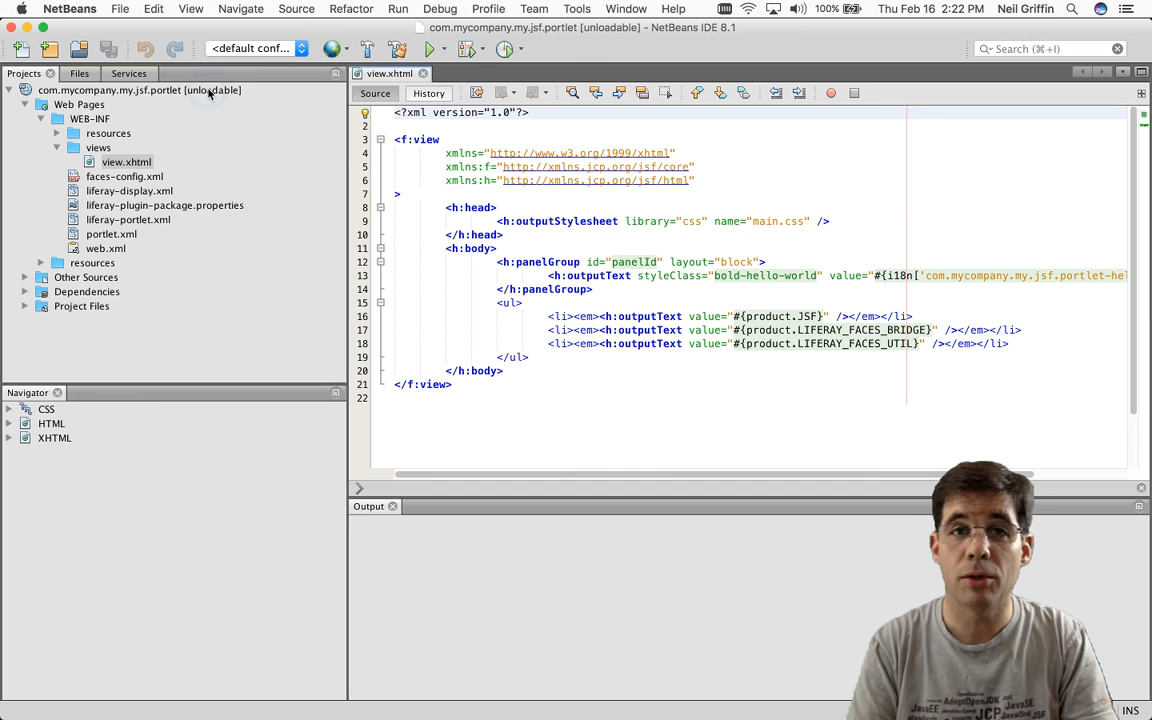 NetBeans File Edit View Navigate Source Refactor Run Debug Profile Team Tools Window Help 100% Thu Feb 16 2:22 PM Neil Griffin
com.mycompany.my.jsf.portlet [unloadable] - NetBeans IDE 8.1
<default conf... Search (⌘+I)
Projects Files Services view.xhtml
com.mycompany.my.jsf.portlet [unloadable]
Source History
Web Pages
WEB-INF
resources
views
view.xhtml
faces-config.xml
liferay-display.xml
liferay-plugin-package.properties
liferay-portlet.xml
portlet.xml
web.xml
resources
Other Sources
Dependencies
Project Files
Navigator
CSS
HTML
XHTML
1 <?xml version="1.0"?>
2
3 <f:view
4 xmlns="http://www.w3.org/1999/xhtml"
5 xmlns:f="http://xmlns.jcp.org/jsf/core"
6 xmlns:h="http://xmlns.jcp.org/jsf/html"
7 >
8 <h:head>
9 <h:outputStylesheet library="css" name="main.css" />
10 </h:head>
11 <h:body>
12 <h:panelGroup id="panelId" layout="block">
13 <h:outputText styleClass="bold-hello-world" value="#{i18n['com.mycompany.my.jsf.portlet-hel
14 </h:panelGroup>
15 <ul>
16 <li><em><h:outputText value="#{product.JSF}" /></em></li>
17 <li><em><h:outputText value="#{product.LIFERAY_FACES_BRIDGE}" /></em></li>
18 <li><em><h:outputText value="#{product.LIFERAY_FACES_UTIL}" /></em></li>
19 </ul>
20 </h:body>
21 </f:view>
22
Output
AdoptOpenJDK
JavaEE
JCP
INS